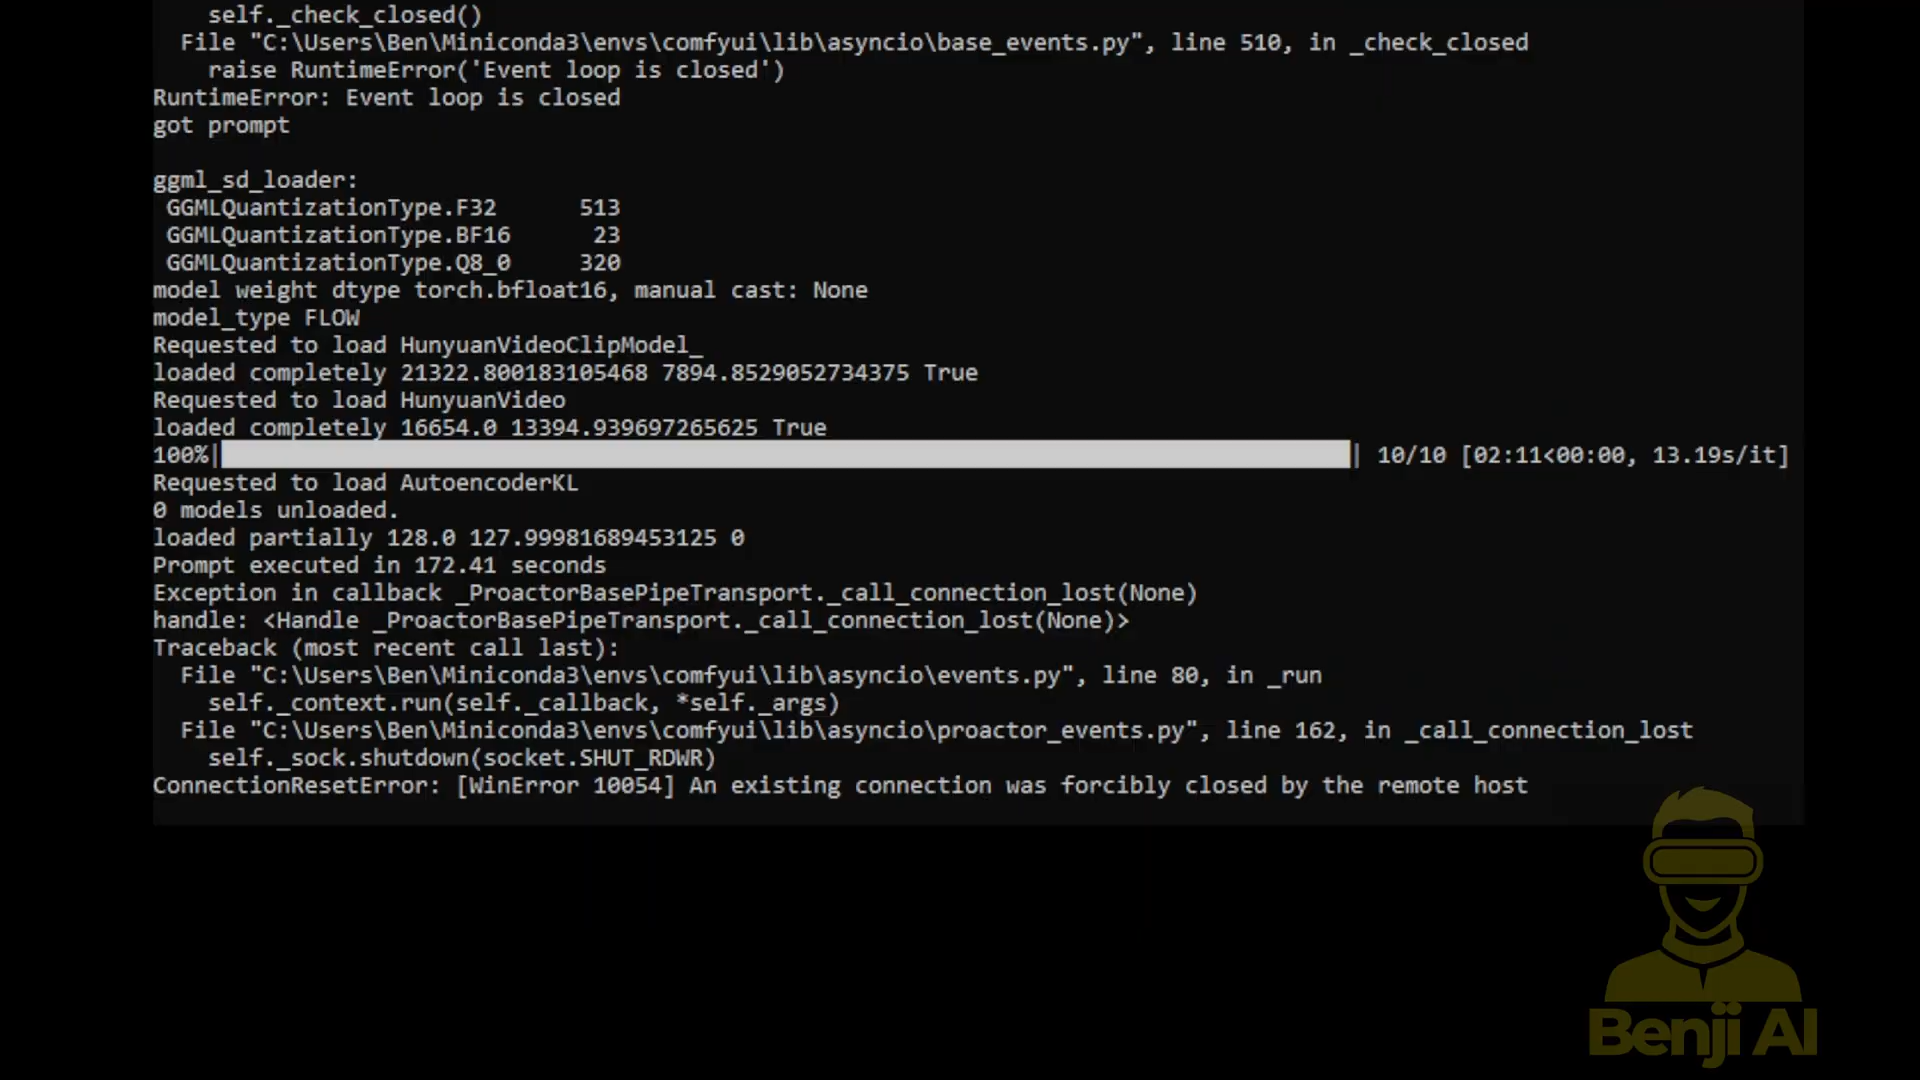 self._check_closed()
File "C:\Users\Ben\Miniconda3\envs\comfyui\lib\asyncio\base_events.py", line 510, in _check_closed
raise RuntimeError('Event loop is closed')
RuntimeError: Event loop is closed
got prompt
ggml_sd_loader:
GGMLQuantizationType.F32 513
GGMLQuantizationType.BF16 23
GGMLQuantizationType.Q8_0 320
model weight dtype torch.bfloat16, manual cast: None
model_type FLOW
Requested to load HunyuanVideoClipModel_
loaded completely 21322.800183105468 7894.8529052734375 True
Requested to load HunyuanVideo
loaded completely 16654.0 13394.939697265625 True
100%| | 10/10 [02:11<00:00, 13.19s/it]
Requested to load AutoencoderKL
0 models unloaded.
loaded partially 128.0 127.99981689453125 0
Prompt executed in 172.41 seconds
Exception in callback _ProactorBasePipeTransport._call_connection_lost(None)
handle: <Handle _ProactorBasePipeTransport._call_connection_lost(None)>
Traceback (most recent call last):
File "C:\Users\Ben\Miniconda3\envs\comfyui\lib\asyncio\events.py", line 80, in _run
self._context.run(self._callback, *self._args)
File "C:\Users\Ben\Miniconda3\envs\comfyui\lib\asyncio\proactor_events.py", line 162, in _call_connection_lost
self._sock.shutdown(socket.SHUT_RDWR)
ConnectionResetError: [WinError 10054] An existing connection was forcibly closed by the remote host
Benji AI